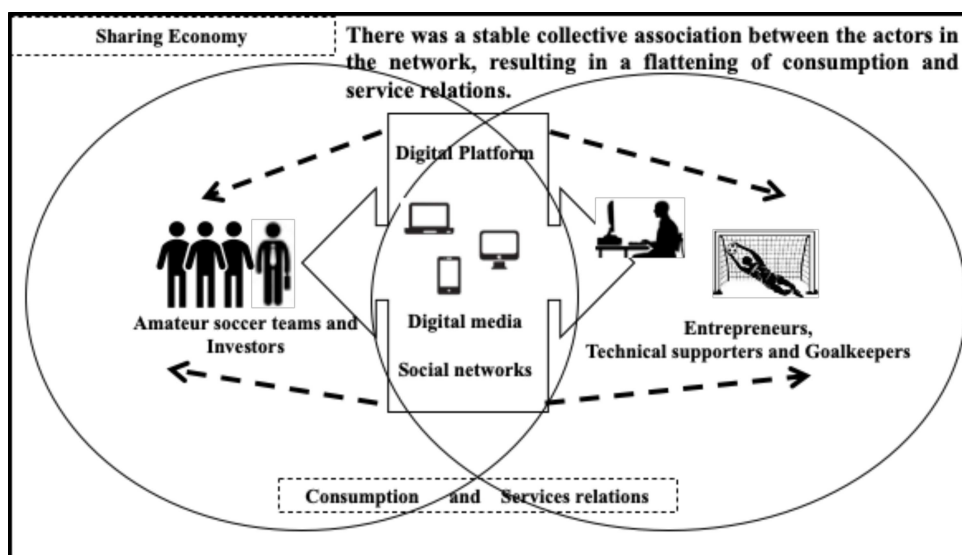 Sharing Economy
There was a stable collective association between the actors in
the network, resulting in a flattening of consumption and
service relations.
Digital Platform
Amateur soccer teams and
Investors
Digital media
Social networks
Entrepreneurs,
Technical supporters and Goalkeepers
Consumption and Services relations